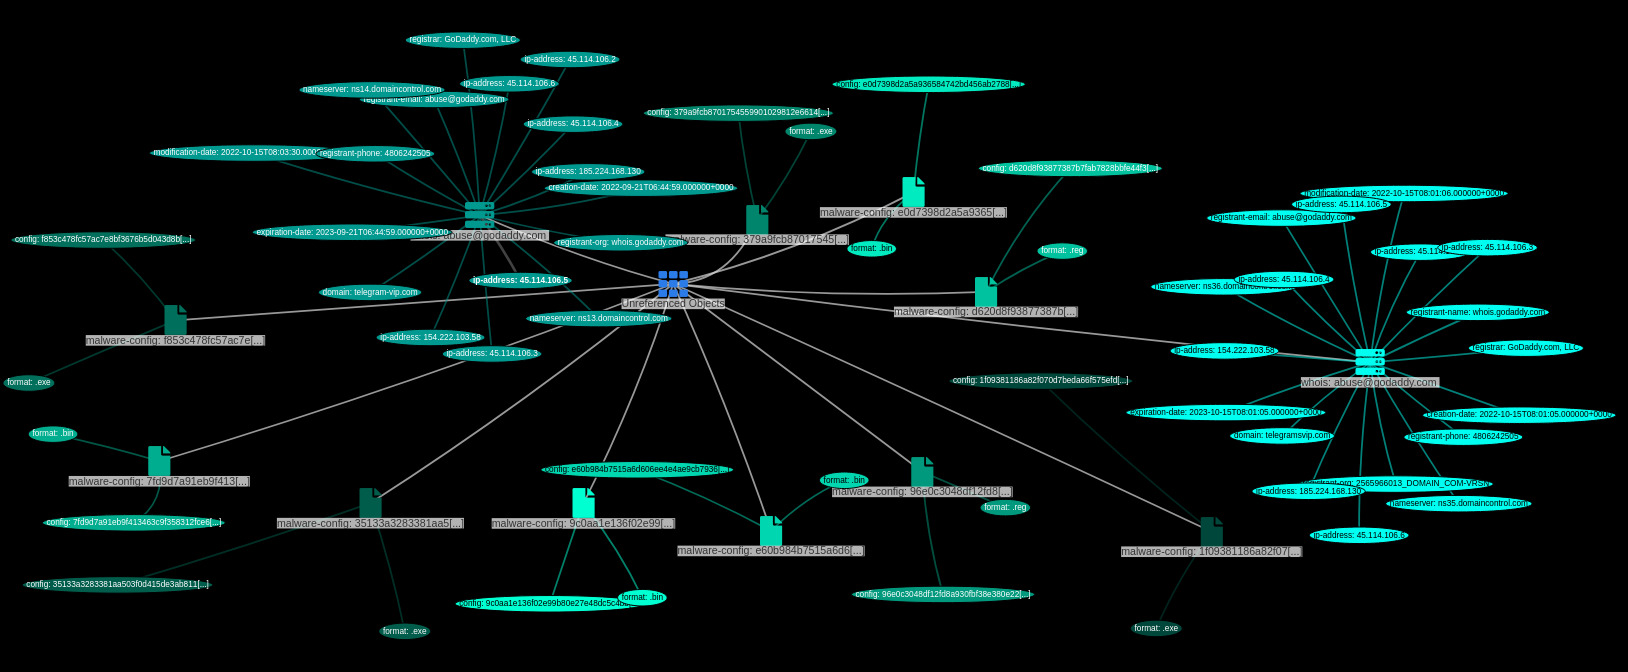 registrar: GoDaddy.com, LLC
ip-address: 45.114.106.2
ip-address: 45.114.106.6
nameserver: ns14.domaincontrol.com
registrant-email: abuse@godaddy.com
ip-address: 45.114.106.4
modification-date: 2022-10-15T08:03:30.000
registrant-phone: 4806242505
ip-address: 185.224.168.130
creation-date: 2022-09-21T06:44:59.000000+0000
expiration-date: 2023-09-21T06:44:59.000000+0000
abuse@godaddy.com
registrant-org: whois.godaddy.com
ip-address: 45.114.106.5
domain: telegram-vip.com
nameserver: ns13.domaincontrol.com
ip-address: 154.222.103.58
ip-address: 45.114.106.3
config: e0d7398d2a5a936584742bd456ab2788[...]
config: 379a9fcb8701754559901029812e6614[...]
format: .exe
config: d620d8f93877387b7fab7828bbfe44f3[...]
malware-config: e0d7398d2a5a9365[...]
-config: 379a9fcb87017545[...]
format: .bin
format: .reg
malware-config: d620d8f93877387b[...]
Unreferenced Objects
config: f853c478fc57ac7e8bf3676b5d043d8b[...]
malware-config: f853c478fc57ac7e[...]
format: .exe
format: .bin
malware-config: 7fd9d7a91eb9f413[...]
config: 7fd9d7a91eb9f413463c9f358312fce6[...]
malware-config: 35133a3283381aa5[...]
config: 35133a3283381aa503f0d415de3ab811[...]
format: .exe
config: e60b984b7515a6d606ee4e4ae9cb7936[...]
malware-config: 9c0aa1e136f02e99[...]
malware-config: e60b984b7515a6d6[...]
config: 9c0aa1e136f02e99b80e27e48dc5c4
format: .bin
format: .bin
malware-config: 96e0c3048df12fd8[...]
format: .reg
config: 96e0c3048df12fd8a930fbf38e380e22[...]
config: 1f09381186a82f070d7beda66f575efd[...]
malware-config: 1f09381186a82f07[...]
format: .exe
modification-date: 2022-10-15T08:01:06.000000+0000
ip-address: 45.114.106.5
registrant-email: abuse@godaddy.com
ip-address: 45.114
ip-address: 45.114.106.3
ip-address: 45.114.106.4
nameserver: ns36.domaincontrol.com
registrant-name: whois.godaddy.com
ip-address: 154.222.103.58
registrar: GoDaddy.com, LLC
whois: abuse@godaddy.com
expiration-date: 2023-10-15T08:01:05.000000+0000
creation-date: 2022-10-15T08:01:05.000000+0000
domain: telegramsvip.com
registrant-phone: 4806242505
registrant-org: 2565966013_DOMAIN_COM-VRSN
ip-address: 185.224.168.130
nameserver: ns35.domaincontrol.com
ip-address: 45.114.106.6